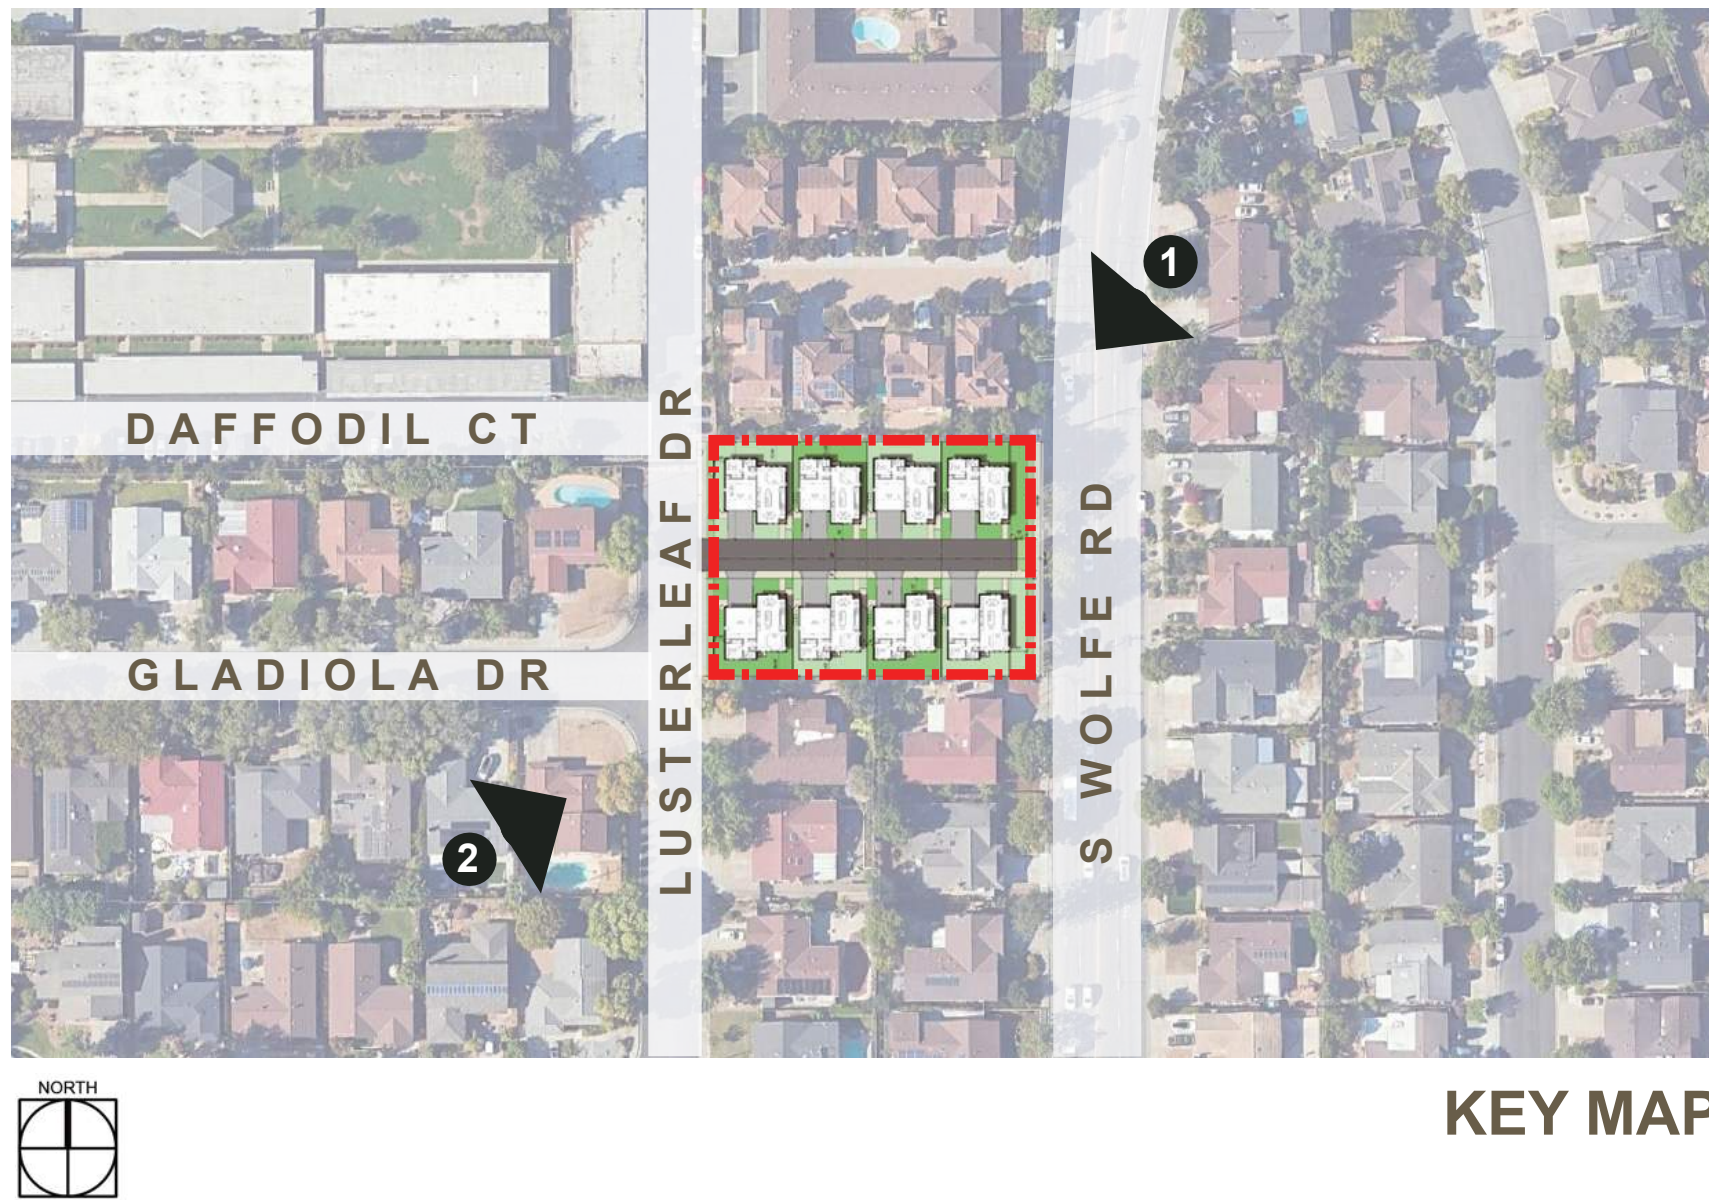 1
DAFFODIL CT
LUSTERLEAF DR
S WOLFE RD
GLADIOLA DR
2
NORTH
KEY MAP